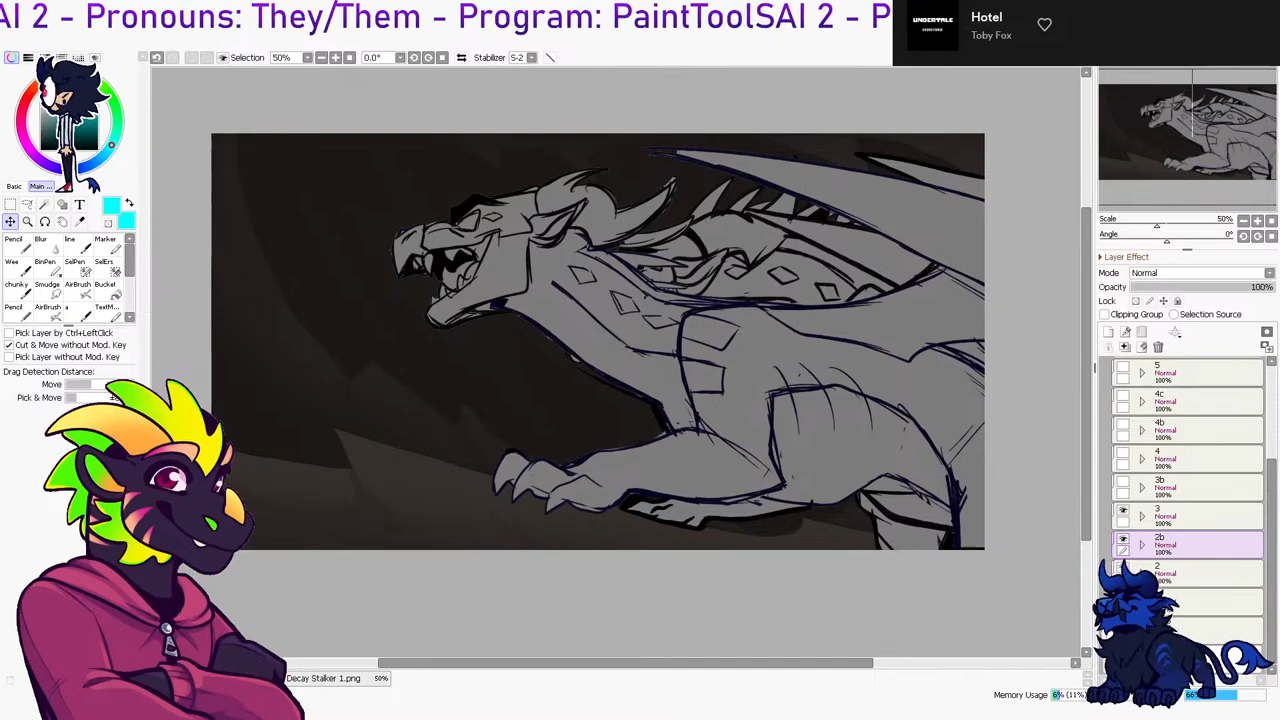 AI 2 - Pronouns: They/Them - Program: PaintToolSAI 2 - P
UNDERTALE
Hotel
Toby Fox
Selection
50%
0.0°
Stabilizer
S-2
Basic
Main ...
T
Pencil
Blur
line
Marker
Wee
BinPen
SelPen
SelErs
chunky
Smudge
AirBrush
Bucket
Pencil
AirBrush
a
TextM...
Pick Layer by Ctrl+LeftClick
Cut & Move without Mod. Key
Pick Layer without Mod. Key
Drag Detection Distance:
Move
Pick & Move
Scale
50%
Angle
0°
Layer Effect
Mode
Normal
Opacity
100%
Lock
Clipping Group
Selection Source
5
Normal
100%
4c
Normal
100%
4b
Normal
100%
4
Normal
100%
3b
Normal
100%
3
Normal
100%
2b
Normal
100%
2
Normal
100%
Decay Stalker 1.png
50%
Memory Usage
6% (11%)
66%